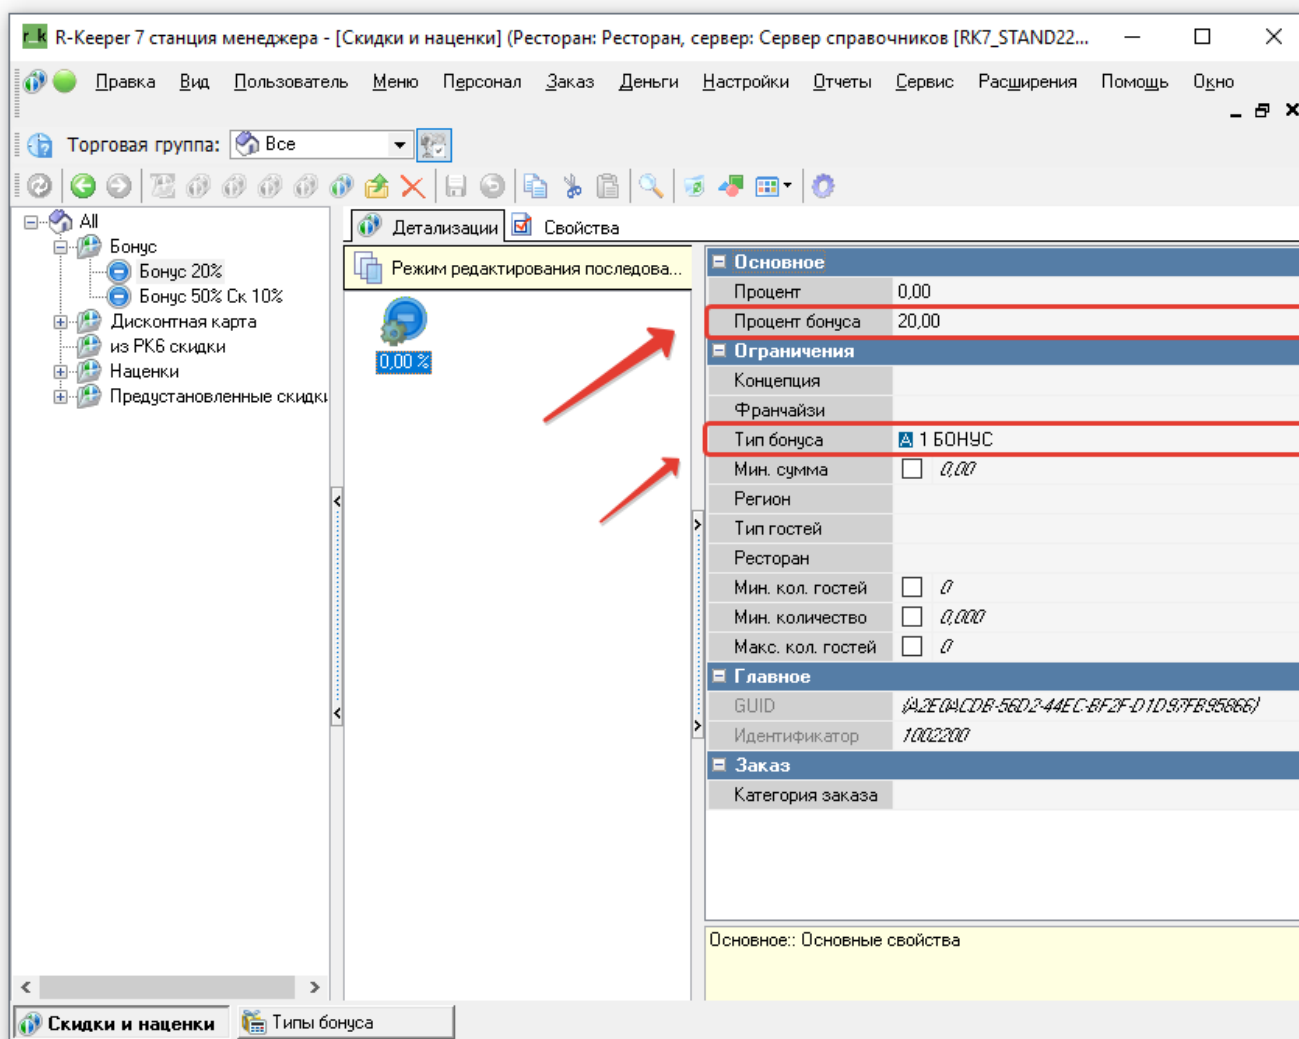 r_k R-Keeper 7 станция менеджера - [Скидки и наценки] (Ресторан: Ресторан, сервер: Сервер справочников [RK7_STAND22...
Правка Вид Пользователь Меню Персонал Заказ Деньги Настройки Отчеты Сервис Расширения Помощь Окно
Торговая группа: Все
All
Бонус
Бонус 20%
Бонус 50% Ск 10%
Дисконтная карта
из РК6 скидки
Наценки
Предустановленные скидки
Детализации Свойства
Режим редактирования последова...
0,00 %
Основное
Процент 0,00
Процент бонуса 20,00
Ограничения
Концепция
Франчайзи
Тип бонуса A 1 БОНУС
Мин. сумма 0,00
Регион
Тип гостей
Ресторан
Мин. кол. гостей 0
Мин. количество 0,000
Макс. кол. гостей 0
Главное
GUID {A2E0ACDB-56D2-44EC-BF2F-D1D97FB95866}
Идентификатор 1002200
Заказ
Категория заказа
Основное:: Основные свойства
Скидки и наценки Типы бонуса